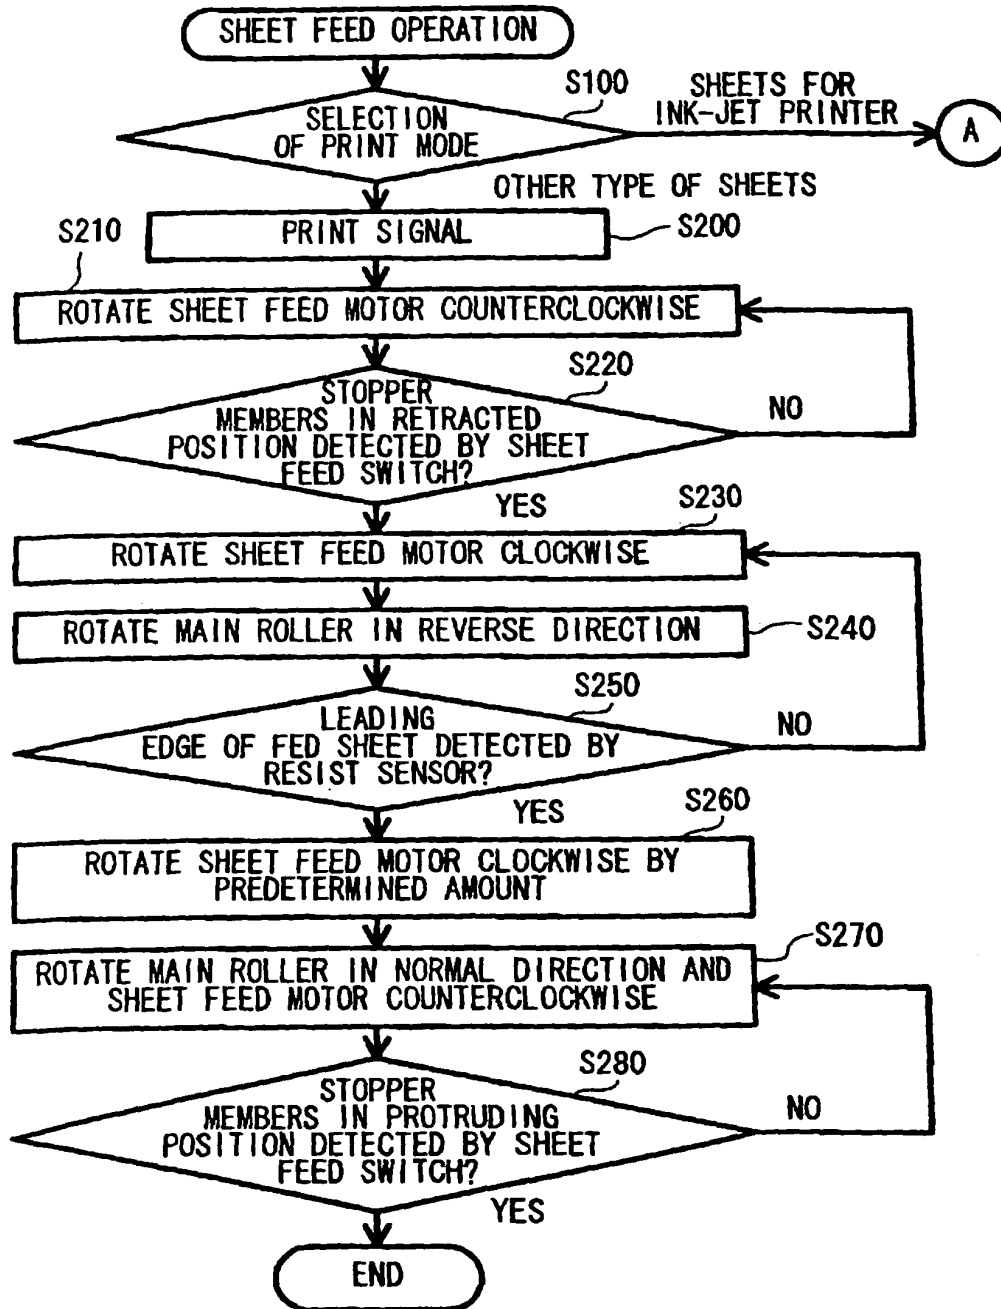 SHEET FEED OPERATION
S100
SHEETS FOR
INK-JET PRINTER
A
SELECTION
OF PRINT MODE
OTHER TYPE OF SHEETS
S210
PRINT SIGNAL
S200
ROTATE SHEET FEED MOTOR COUNTERCLOCKWISE
S220
STOPPER
MEMBERS IN RETRACTED
POSITION DETECTED BY SHEET
FEED SWITCH?
NO
YES
S230
ROTATE SHEET FEED MOTOR CLOCKWISE
ROTATE MAIN ROLLER IN REVERSE DIRECTION
S240
S250
LEADING
EDGE OF FED SHEET DETECTED BY
RESIST SENSOR?
NO
YES
S260
ROTATE SHEET FEED MOTOR CLOCKWISE BY
PREDETERMINED AMOUNT
S270
ROTATE MAIN ROLLER IN NORMAL DIRECTION AND
SHEET FEED MOTOR COUNTERCLOCKWISE
S280
STOPPER
MEMBERS IN PROTRUDING
POSITION DETECTED BY SHEET
FEED SWITCH?
NO
YES
END